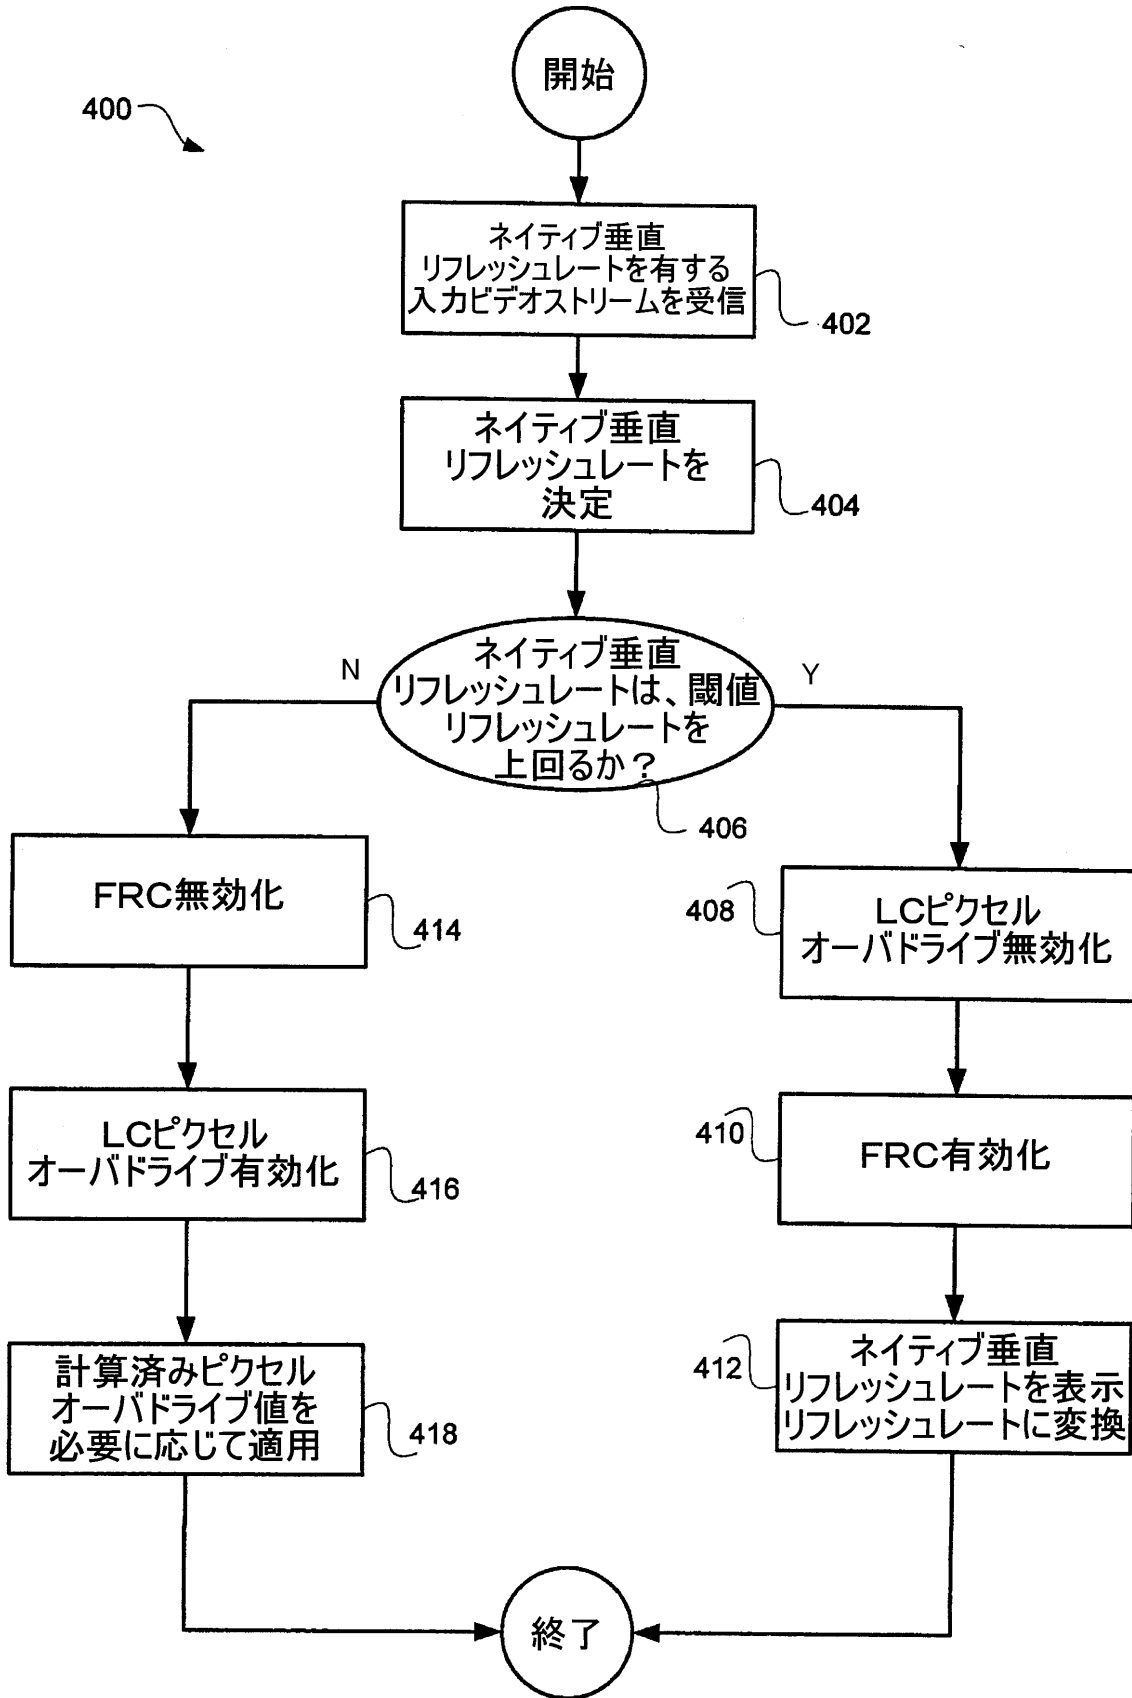 開始
400
ネイティブ垂直
リフレッシュレートを有する
入力ビデオストリームを受信
402
ネイティブ垂直
リフレッシュレートを
決定
404
ネイティブ垂直
リフレッシュレートは、閾値
リフレッシュレートを
上回るか?
406
N
Y
FRC無効化
414
LCピクセル
オーバドライブ有効化
416
計算済みピクセル
オーバドライブ値を
必要に応じて適用
418
LCピクセル
オーバドライブ無効化
408
FRC有効化
410
ネイティブ垂直
リフレッシュレートを表示
リフレッシュレートに変換
412
終了